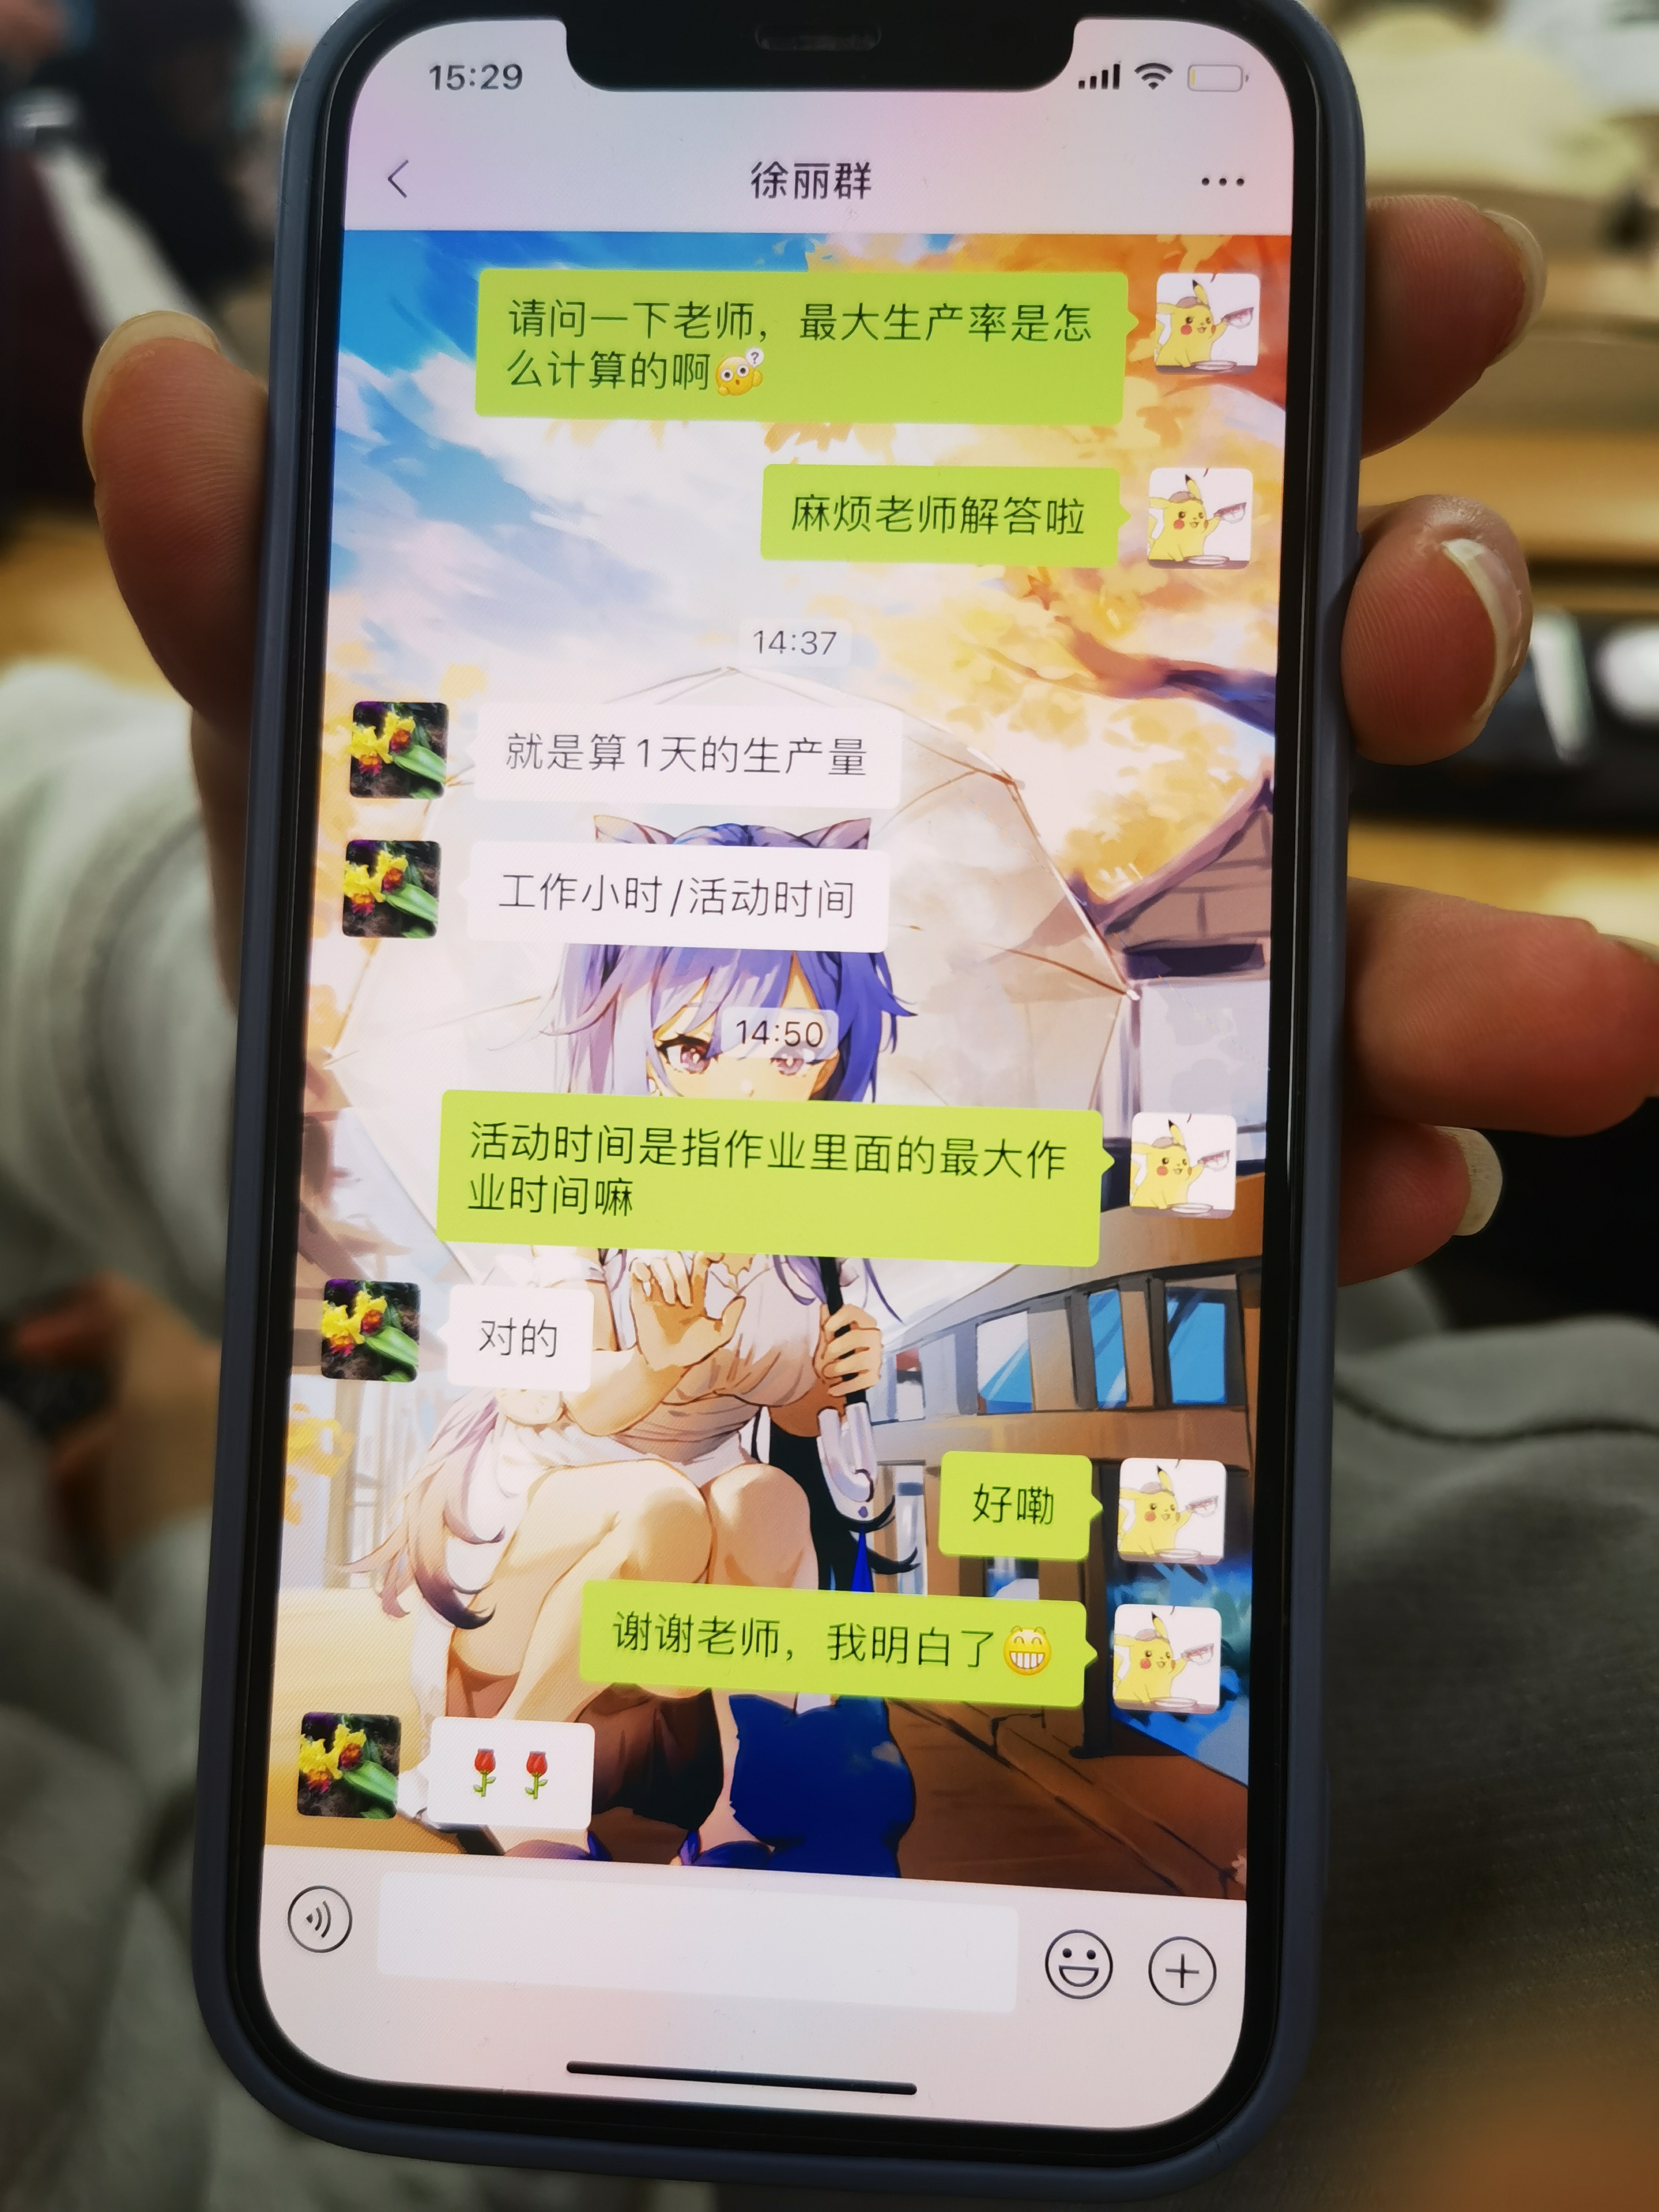 15:29
徐丽群
请问一下老师，最大生产率是怎
么计算的啊
麻烦老师解答啦
14:37
就是算1天的生产量
工作小时/活动时间
14:50
活动时间是指作业里面的最大作
业时间嘛
对的
好嘞
谢谢老师，我明白了